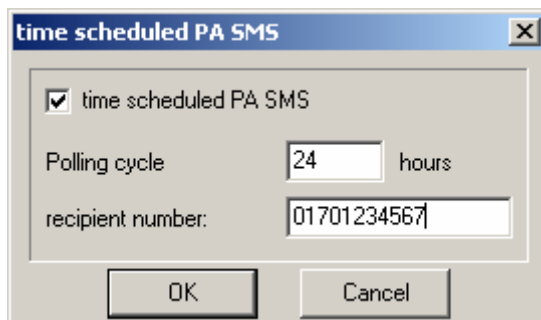 time scheduled PA SMS
time scheduled PA SMS
Polling cycle 24 hours
recipient number: 01701234567
OK Cancel